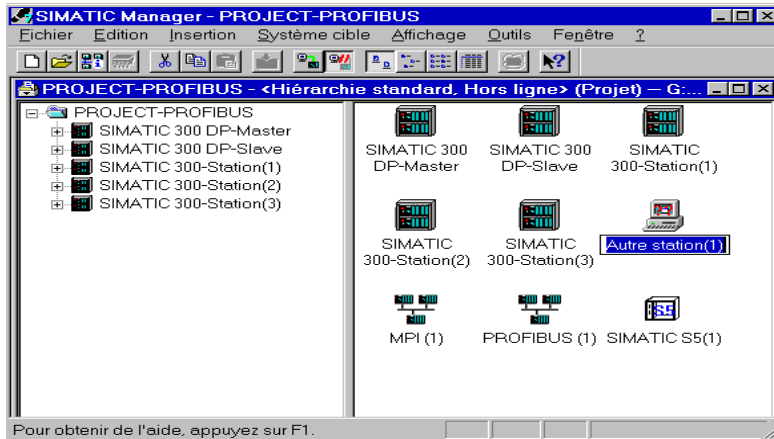 SIMATIC Manager - PROJECT-PROFIBUS
Fichier Edition Insertion Système cible Affichage Outils Fenêtre ?
PROJECT-PROFIBUS - <Hiérarchie standard, Hors ligne> (Projet) -- G:...
PROJECT-PROFIBUS
SIMATIC 300 DP-Master
SIMATIC 300 DP-Slave
SIMATIC 300-Station(1)
SIMATIC 300-Station(2)
SIMATIC 300-Station(3)
SIMATIC 300
DP-Master
SIMATIC 300
DP-Slave
SIMATIC
300-Station(1)
SIMATIC
300-Station(2)
SIMATIC
300-Station(3)
Autre station(1)
MPI (1)
PROFIBUS (1)
S5
SIMATIC S5(1)
Pour obtenir de l'aide, appuyez sur F1.